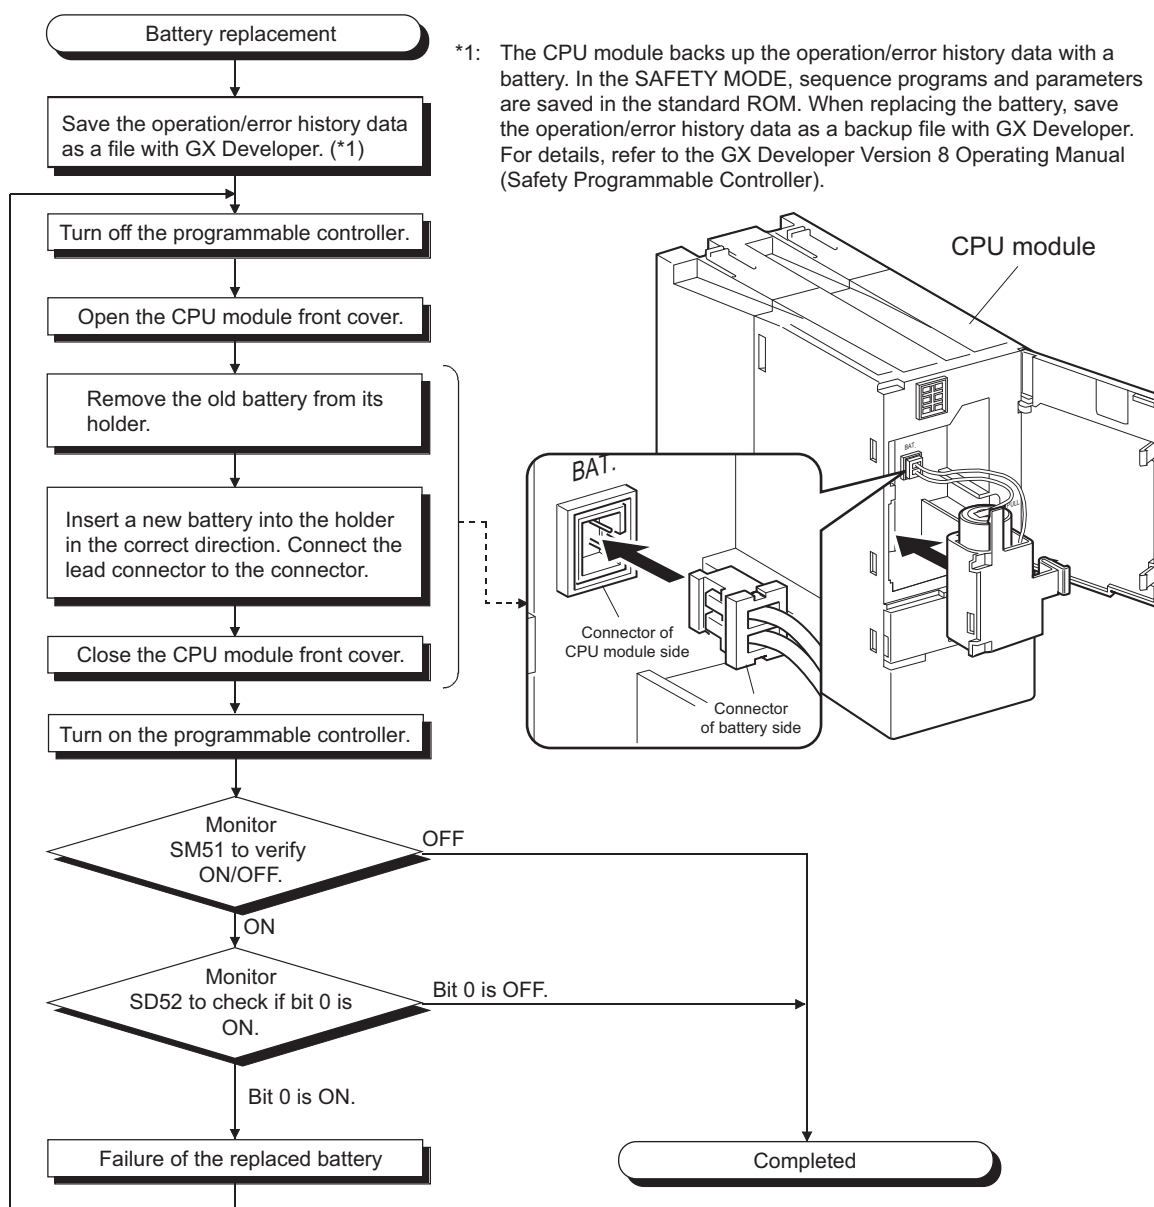 Battery replacement
*1: The CPU module backs up the operation/error history data with a
battery. In the SAFETY MODE, sequence programs and parameters
are saved in the standard ROM. When replacing the battery, save
the operation/error history data as a backup file with GX Developer.
For details, refer to the GX Developer Version 8 Operating Manual
(Safety Programmable Controller).
Save the operation/error history data
as a file with GX Developer. (*1)
Turn off the programmable controller.
Open the CPU module front cover.
Remove the old battery from its
holder.
Insert a new battery into the holder
in the correct direction. Connect the
lead connector to the connector.
Close the CPU module front cover.
Turn on the programmable controller.
CPU module
BAT.
PULL
BAT.
Connector of
CPU module side
Connector
of battery side
Monitor
SM51 to verify
ON/OFF.
OFF
ON
Monitor
SD52 to check if bit 0 is
ON.
Bit 0 is OFF.
Bit 0 is ON.
Failure of the replaced battery
Completed